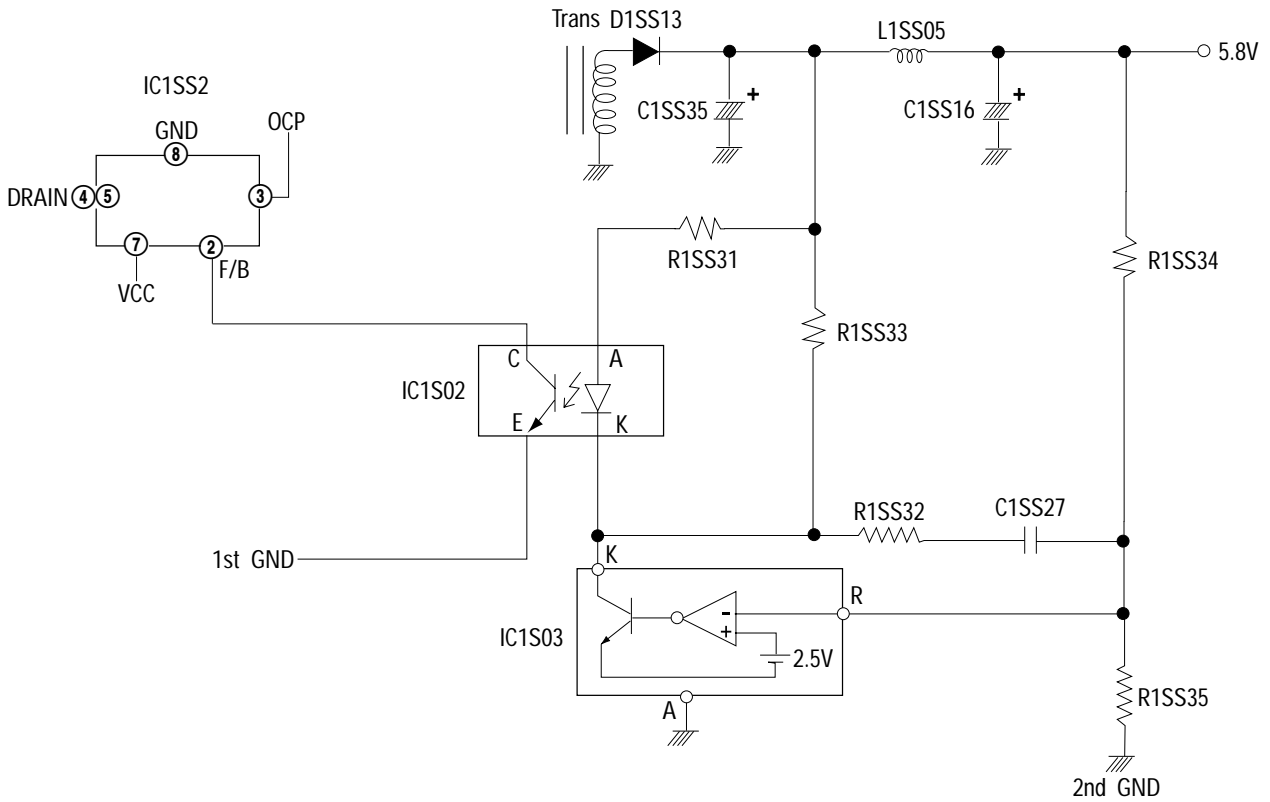 Trans D1SS13
L1SS05
5.8V
IC1SS2
C1SS35 +
C1SS16 +
GND
OCP
8
DRAIN 4 5
3
7
2
F/B
VCC
R1SS31
R1SS34
R1SS33
IC1S02
C
A
E
K
R1SS32
C1SS27
1st GND
K
R
IC1S03
-
+
2.5V
A
R1SS35
2nd GND